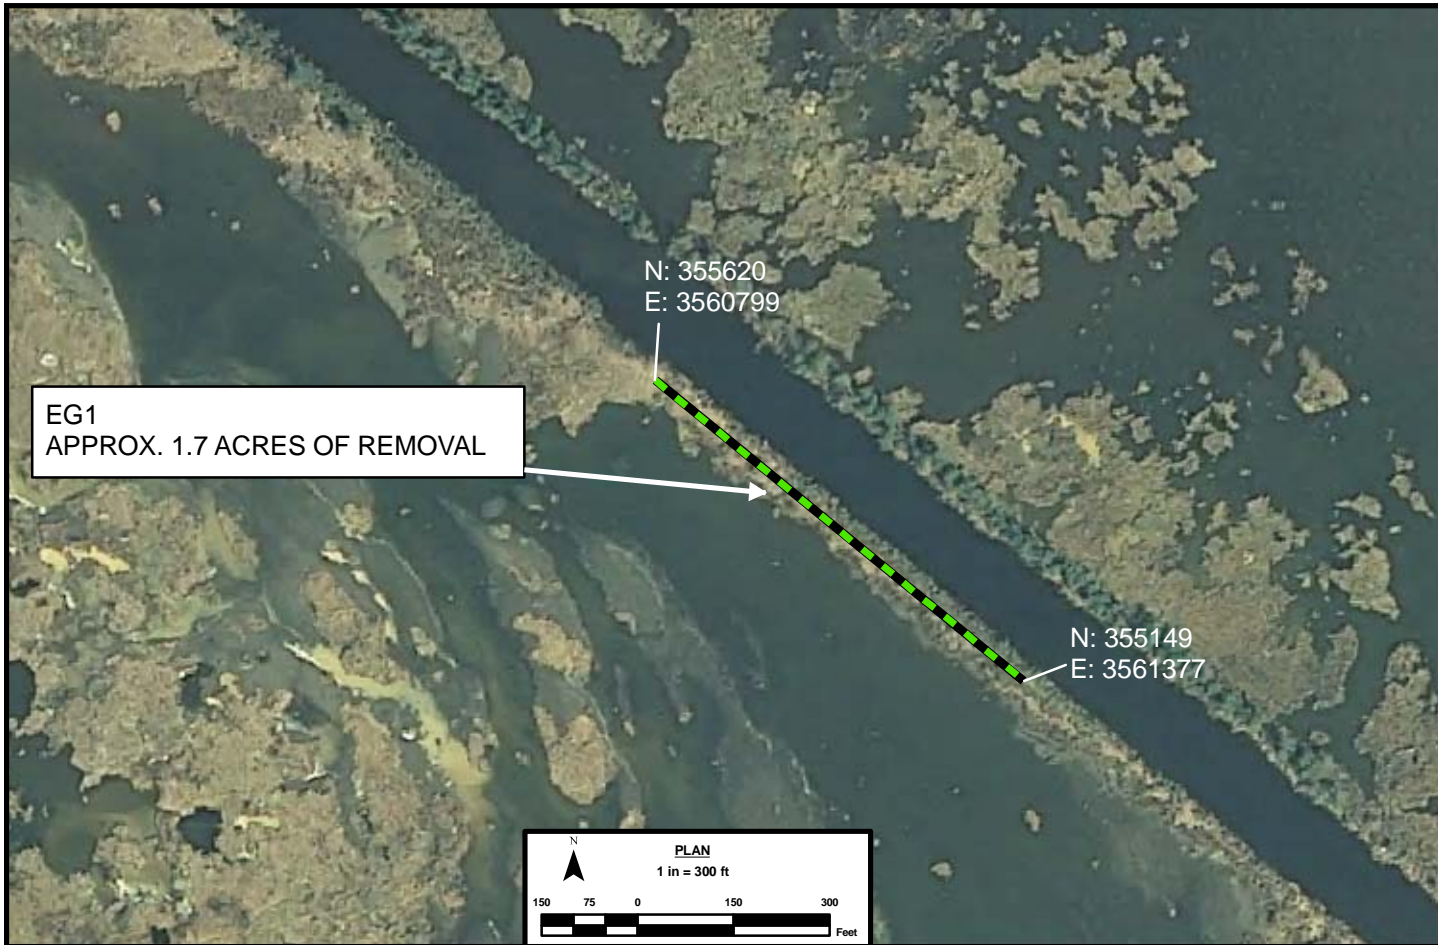 N: 355620
E: 3560799
EG1
APPROX. 1.7 ACRES OF REMOVAL
N: 355149
E: 3561377
N
PLAN
1 in = 300 ft
150 75 0 150 300
Feet